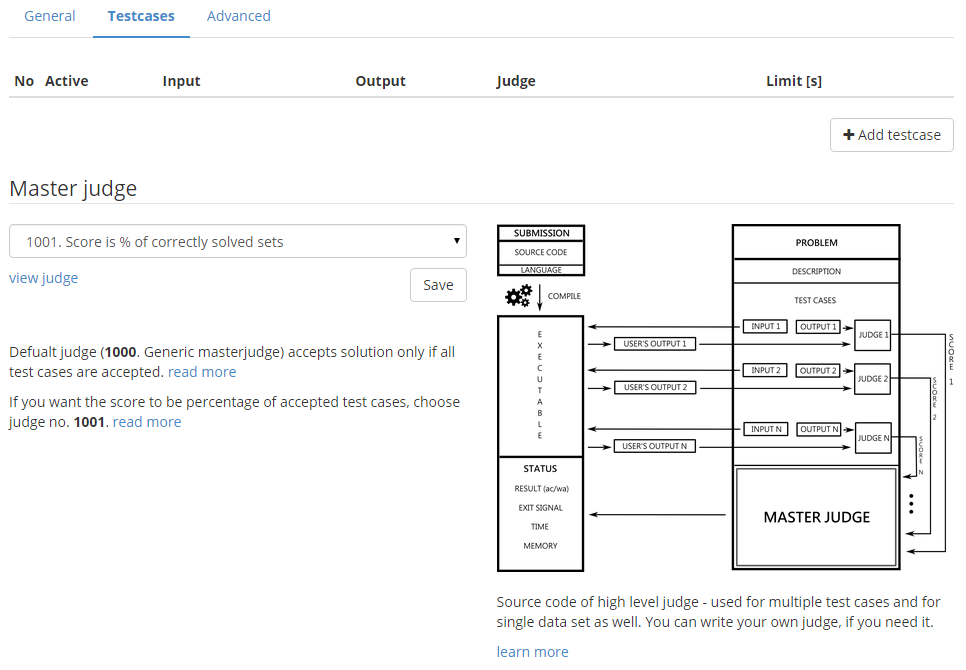 General Testcases Advanced
No Active Input Output Judge Limit [s]
+ Add testcase
Master judge
1001. Score is % of correctly solved sets
view judge
Save
Defualt judge (1000. Generic masterjudge) accepts solution only if all
test cases are accepted. read more
If you want the score to be percentage of accepted test cases, choose
judge no. 1001. read more
SUBMISSION
SOURCE CODE
LANGUAGE
COMPILE
EXECUTABLE
STATUS
RESULT (ac/wa)
EXIT SIGNAL
TIME
MEMORY
USER'S OUTPUT 1
USER'S OUTPUT 2
USER'S OUTPUT N
PROBLEM
DESCRIPTION
TEST CASES
INPUT 1 OUTPUT 1 JUDGE 1
INPUT 2 OUTPUT 2 JUDGE 2
INPUT N OUTPUT N JUDGE N
SCORE 1
SCORE 2
SCORE N
MASTER JUDGE
Source code of high level judge - used for multiple test cases and for
single data set as well. You can write your own judge, if you need it.
learn more